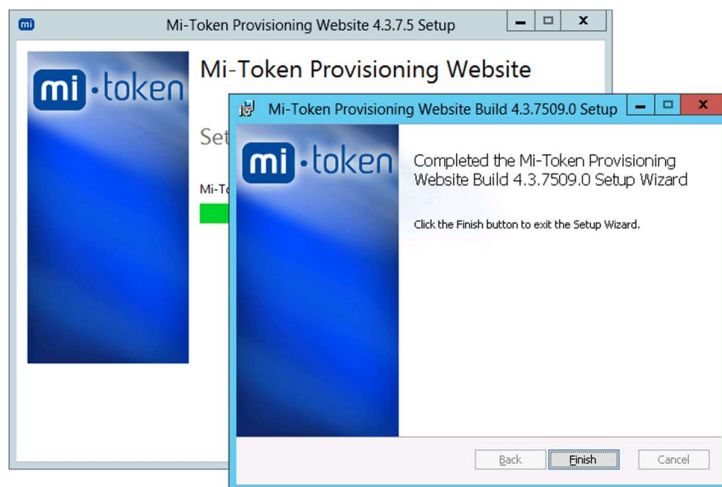 mi
Mi-Token Provisioning Website 4.3.7.5 Setup
mi·token
Mi-Token Provisioning Website
Set
Mi-To
Mi-Token Provisioning Website Build 4.3.7509.0 Setup
mi·token
Completed the Mi-Token Provisioning
Website Build 4.3.7509.0 Setup Wizard
Click the Finish button to exit the Setup Wizard.
Back
Finish
Cancel